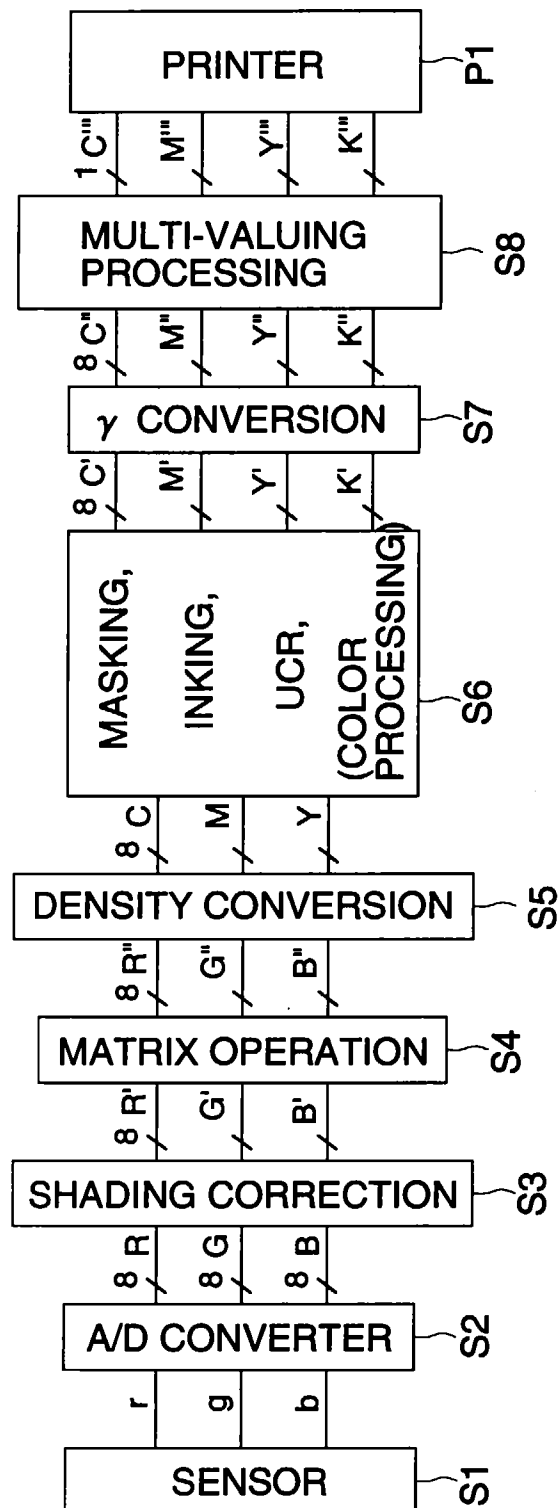 PRINTER
P1
1 C'''
M'''
Y'''
K'''
MULTI-VALUING
PROCESSING
S8
8 C''
M''
Y''
K''
γ CONVERSION
S7
8 C'
M'
Y'
K'
MASKING,
INKING,
UCR,
(COLOR
PROCESSING)
S6
8 C
M
Y
DENSITY CONVERSION
S5
8 R''
G''
B''
MATRIX OPERATION
S4
8 R'
G'
B'
SHADING CORRECTION
S3
8 R
8 G
8 B
A/D CONVERTER
S2
r
g
b
SENSOR
S1